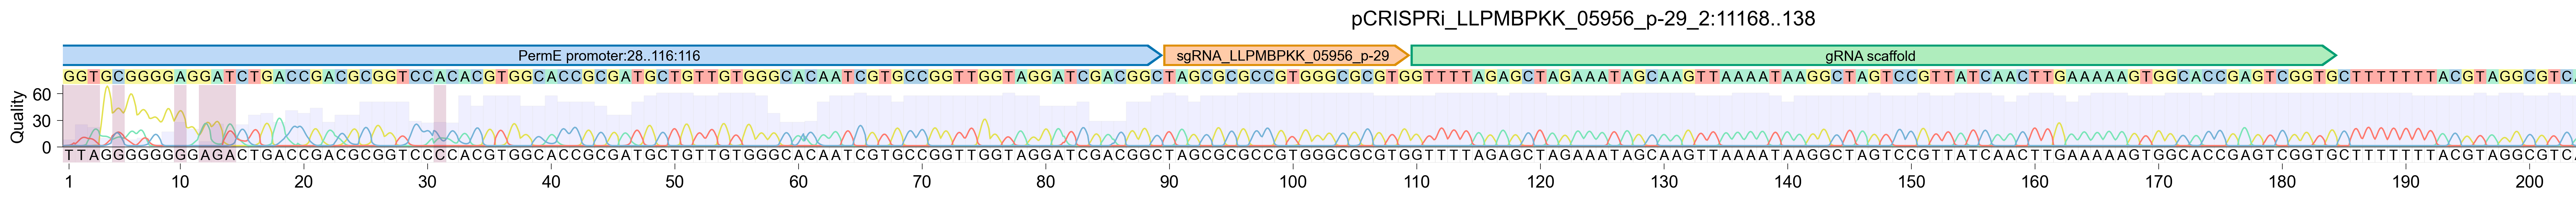 pCRISPRi_LLPMBPKK_05956_p-29_2:11168..138
PermE promoter:28..116:116 sgRNA_LLPMBPKK_05956_p-29 gRNA scaffold
GGTGCGGGGAGGATCTGACCGACGCGGTCCACACGTGGCACCGCGATGCTGTTGTGGGCACAATCGTGCCGGTTGGTAGGATCGACGGCTAGCGCGCCGTGGGCGCGTGGTTTTAGAGCTAGAAATAGCAAGTTAAAATAAGGCTAGTCCGTTATCAACTTGAAAAAGTGGCACCGAGTCGGTGCTTTTTTTACGTAGGCGTC
Quality
60
30
0
TTAGGGGGGGGAGACTGACCGACGCGGTCCCCACGTGGCACCGCGATGCTGTTGTGGGCACAATCGTGCCGGTTGGTAGGATCGACGGCTAGCGCGCCGTGGGCGCGTGGTTTTAGAGCTAGAAATAGCAAGTTAAAATAAGGCTAGTCCGTTATCAACTTGAAAAAGTGGCACCGAGTCGGTGCTTTTTTTACGTAGGCGTC
1 10 20 30 40 50 60 70 80 90 100 110 120 130 140 150 160 170 180 190 200